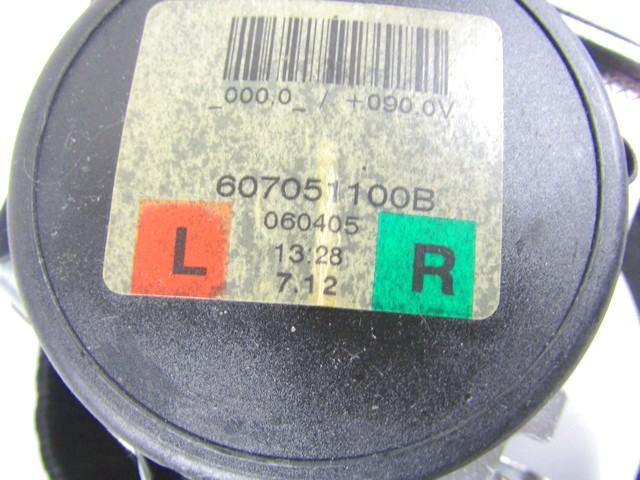 _000.0_ / +090.0V
607051100B
060405
L
13.28
R
7.12